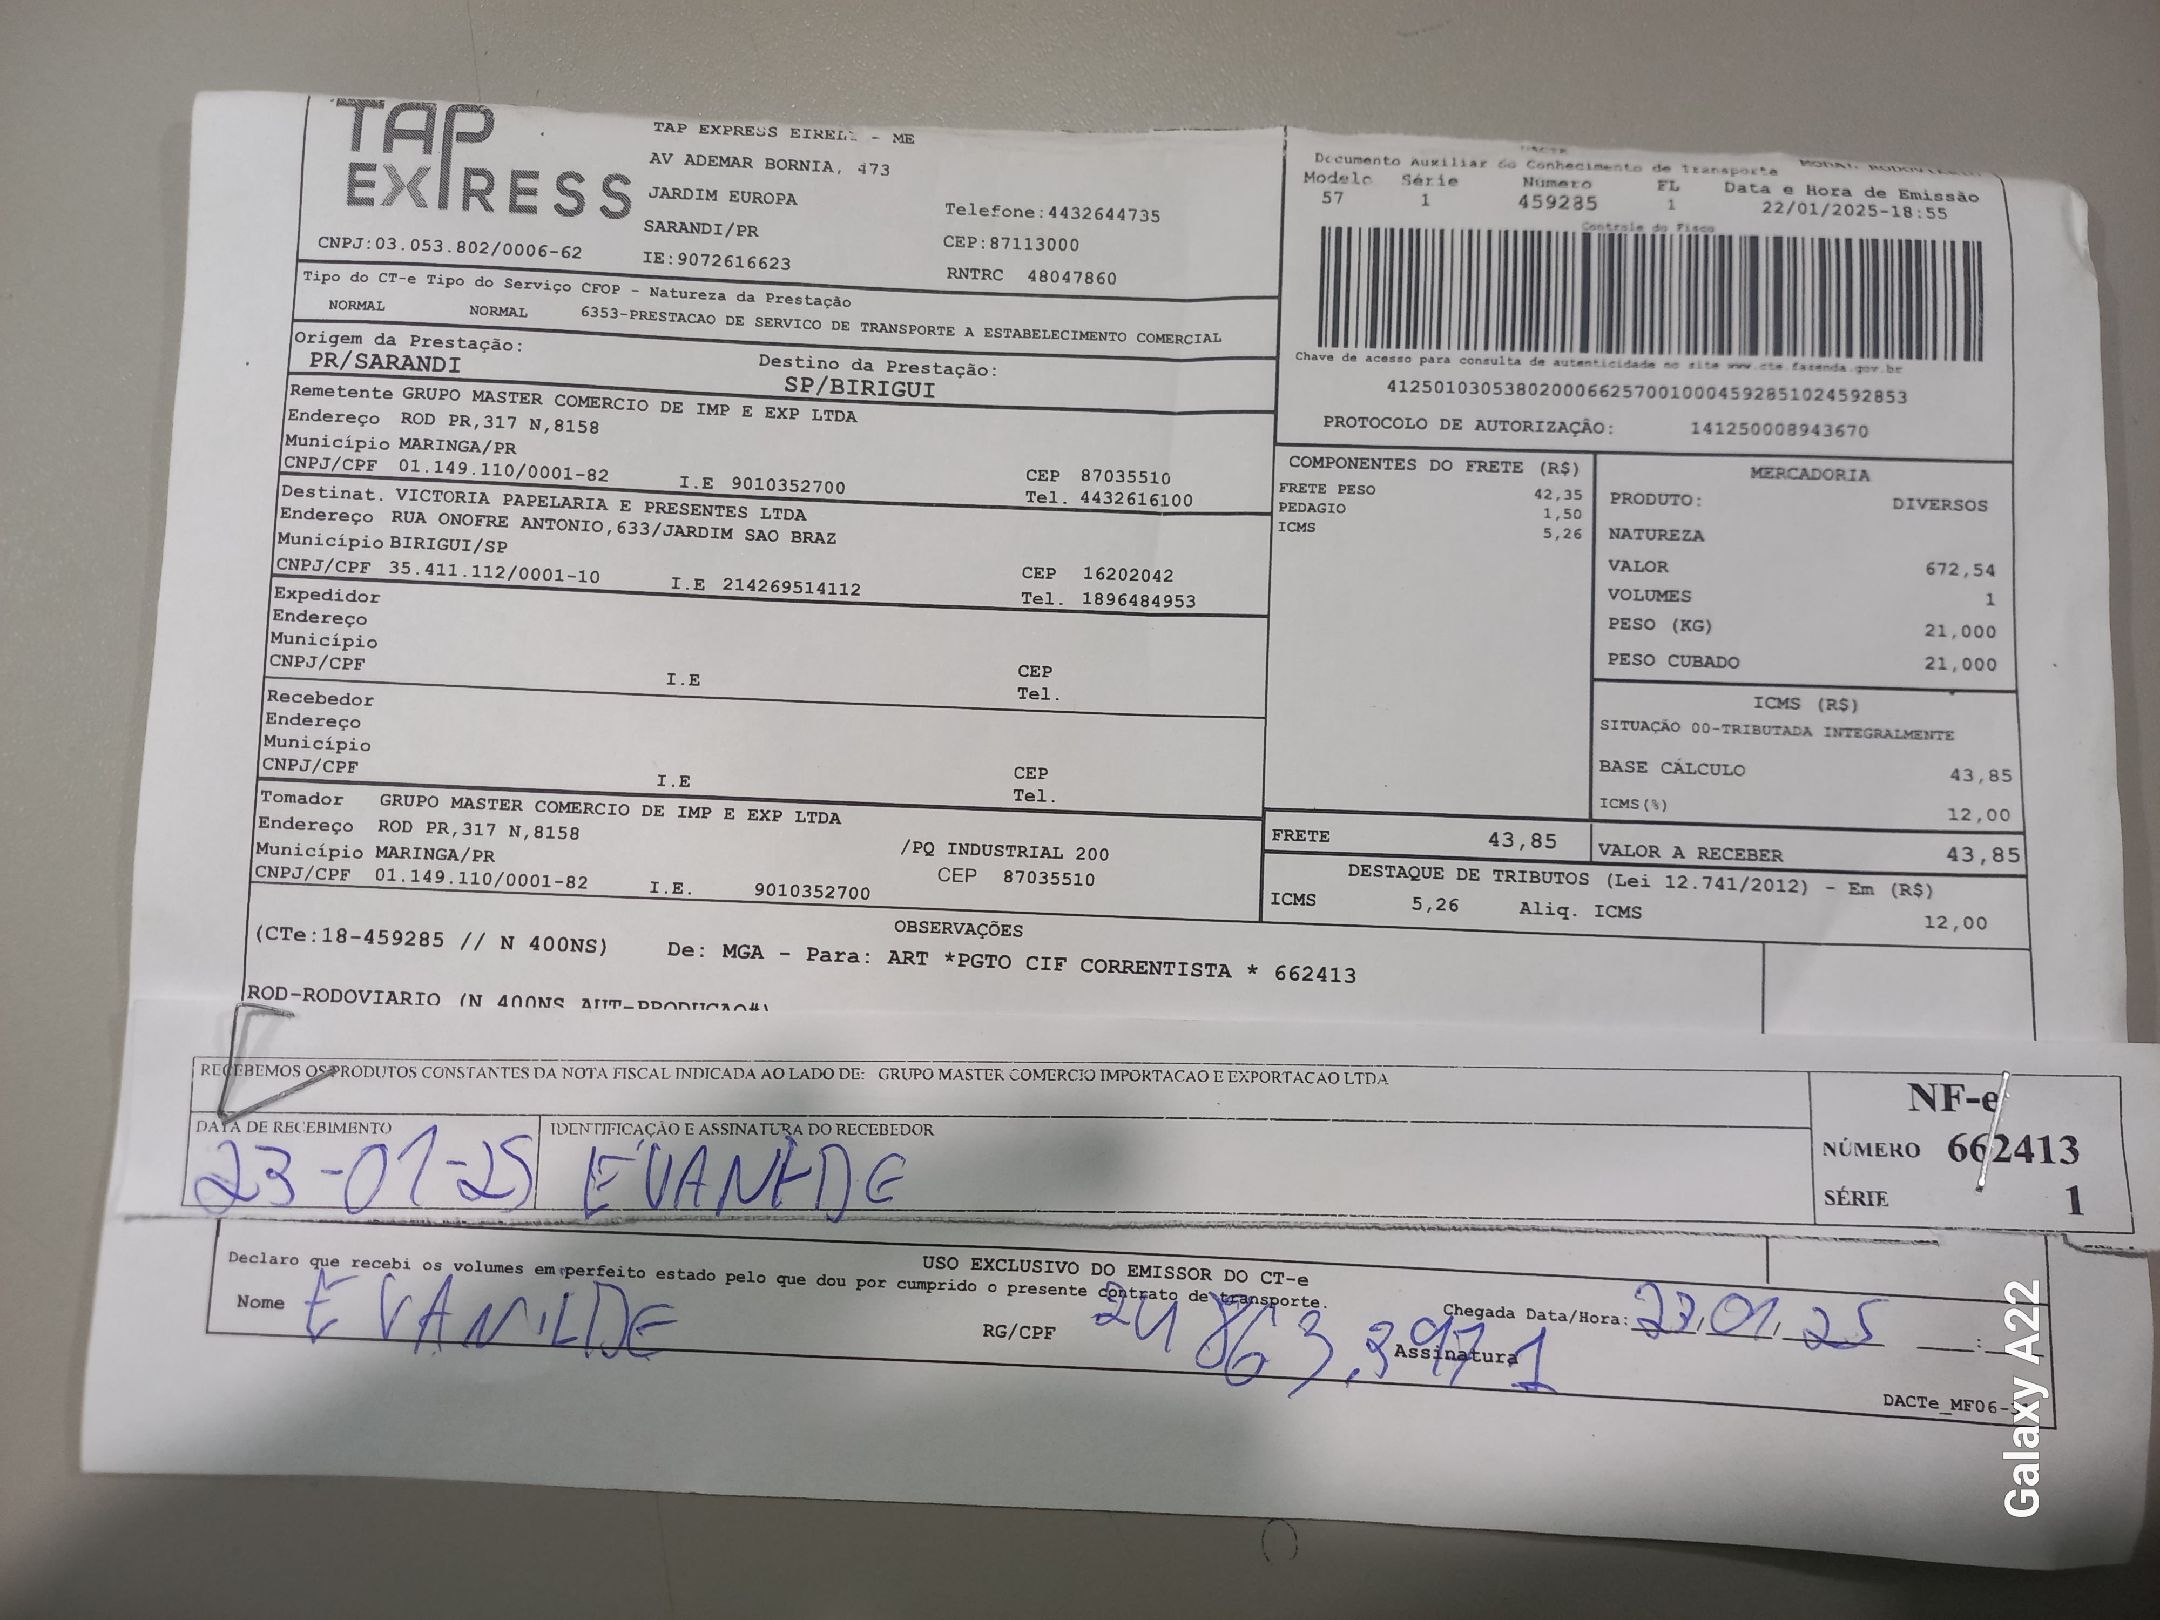 TAP
EXPRESS
TAP EXPRESS EIRELI - ME
AV ADEMAR BORNIA, 473
JARDIM EUROPA
SARANDI/PR
Telefone:4432644735
CEP:87113000
CNPJ:03.053.802/0006-62
IE:9072616623
RNTRC 48047860
Documento Auxiliar do Conhecimento de Transporte
Modelo Série Número FL Data e Hora de Emissão
57 1 459285 1 22/01/2025-18:55
Controle do Fisco
Chave de acesso para consulta de autenticidade no site www.cte.fazenda.gov.br
41250103053802000662570010004592851024592853
PROTOCOLO DE AUTORIZAÇÃO: 141250008943670
Tipo do CT-e Tipo do Serviço CFOP - Natureza da Prestação
NORMAL NORMAL 6353-PRESTACAO DE SERVICO DE TRANSPORTE A ESTABELECIMENTO COMERCIAL
Origem da Prestação: Destino da Prestação:
PR/SARANDI SP/BIRIGUI
Remetente GRUPO MASTER COMERCIO DE IMP E EXP LTDA
Endereço ROD PR,317 N,8158
Município MARINGA/PR CEP 87035510
CNPJ/CPF 01.149.110/0001-82 I.E 9010352700 Tel. 4432616100
Destinat. VICTORIA PAPELARIA E PRESENTES LTDA
Endereço RUA ONOFRE ANTONIO,633/JARDIM SAO BRAZ
Município BIRIGUI/SP CEP 16202042
CNPJ/CPF 35.411.112/0001-10 I.E 214269514112 Tel. 1896484953
Expedidor
Endereço
Município CEP
CNPJ/CPF I.E Tel.
Recebedor
Endereço
Município CEP
CNPJ/CPF I.E Tel.
Tomador GRUPO MASTER COMERCIO DE IMP E EXP LTDA
Endereço ROD PR,317 N,8158 /PQ INDUSTRIAL 200
Município MARINGA/PR CEP 87035510
CNPJ/CPF 01.149.110/0001-82 I.E. 9010352700
COMPONENTES DO FRETE (R$)
FRETE PESO 42,35
PEDAGIO 1,50
ICMS 5,26
MERCADORIA
PRODUTO: DIVERSOS
NATUREZA
VALOR 672,54
VOLUMES 1
PESO (KG) 21,000
PESO CUBADO 21,000
ICMS (R$)
SITUAÇÃO 00-TRIBUTADA INTEGRALMENTE
BASE CÁLCULO 43,85
ICMS(%) 12,00
FRETE 43,85 VALOR A RECEBER 43,85
DESTAQUE DE TRIBUTOS (Lei 12.741/2012) - Em (R$)
ICMS 5,26 Aliq. ICMS 12,00
OBSERVAÇÕES
(CTe:18-459285 // N 400NS) De: MGA - Para: ART *PGTO CIF CORRENTISTA * 662413
ROD-RODOVIARIO (N 400NS AUT-PRODUCAO#)
RECEBEMOS OS PRODUTOS CONSTANTES DA NOTA FISCAL INDICADA AO LADO DE: GRUPO MASTER COMERCIO IMPORTACAO E EXPORTACAO LTDA
NF-e
NÚMERO 662413
SÉRIE 1
DATA DE RECEBIMENTO IDENTIFICAÇÃO E ASSINATURA DO RECEBEDOR
23-01-25
USO EXCLUSIVO DO EMISSOR DO CT-e
Declaro que recebi os volumes em perfeito estado pelo que dou por cumprido o presente contrato de transporte.
Nome EVANILDE RG/CPF Assinatura Chegada Data/Hora: 23,01,25 :
DACTe_MF06-
Galaxy A22